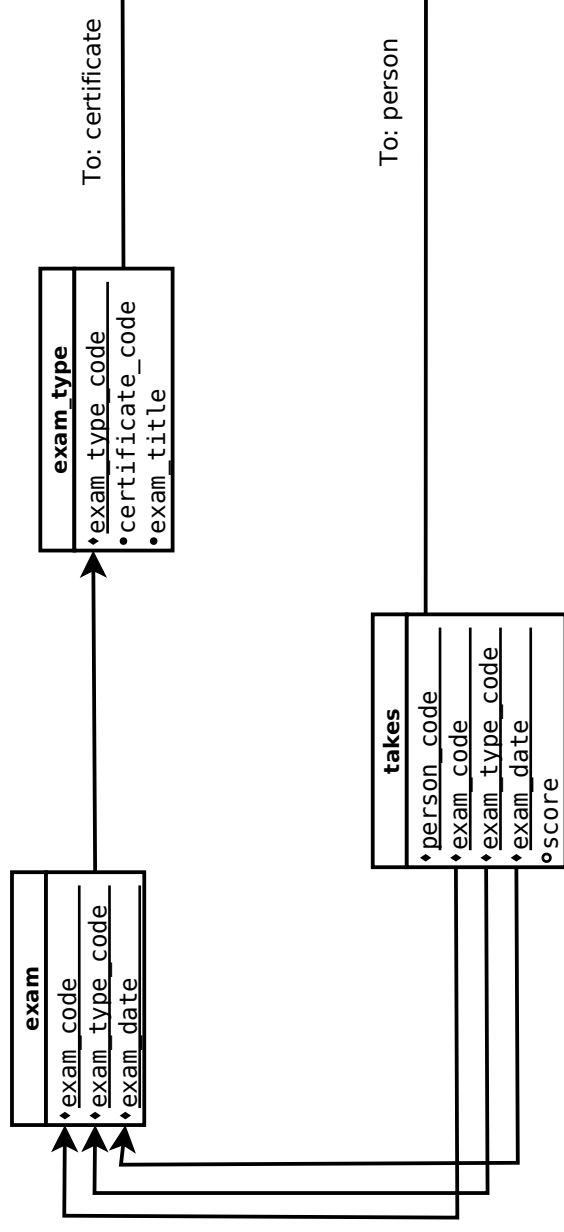 exam
exam_code
exam_type_code
exam_date
exam_type
exam_type_code
certificate_code
exam_title
To: certificate
takes
person_code
exam_code
exam_type_code
exam_date
score
To: person